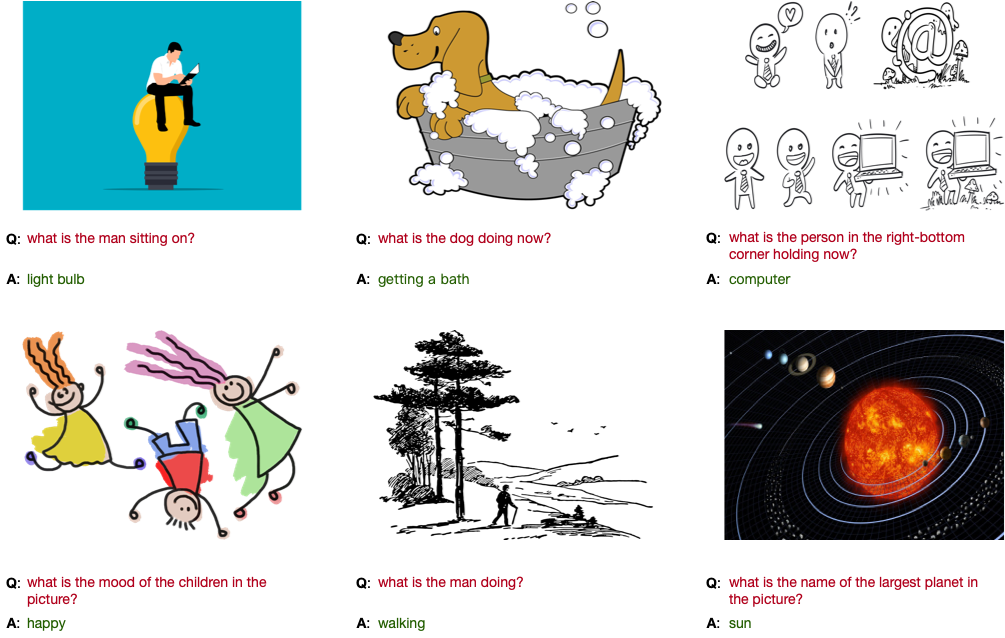 @
Q: what is the man sitting on?
A: light bulb
Q: what is the dog doing now?
A: getting a bath
Q: what is the person in the right-bottom
corner holding now?
A: computer
Q: what is the mood of the children in the
picture?
A: happy
Q: what is the man doing?
A: walking
Q: what is the name of the largest planet in
the picture?
A: sun